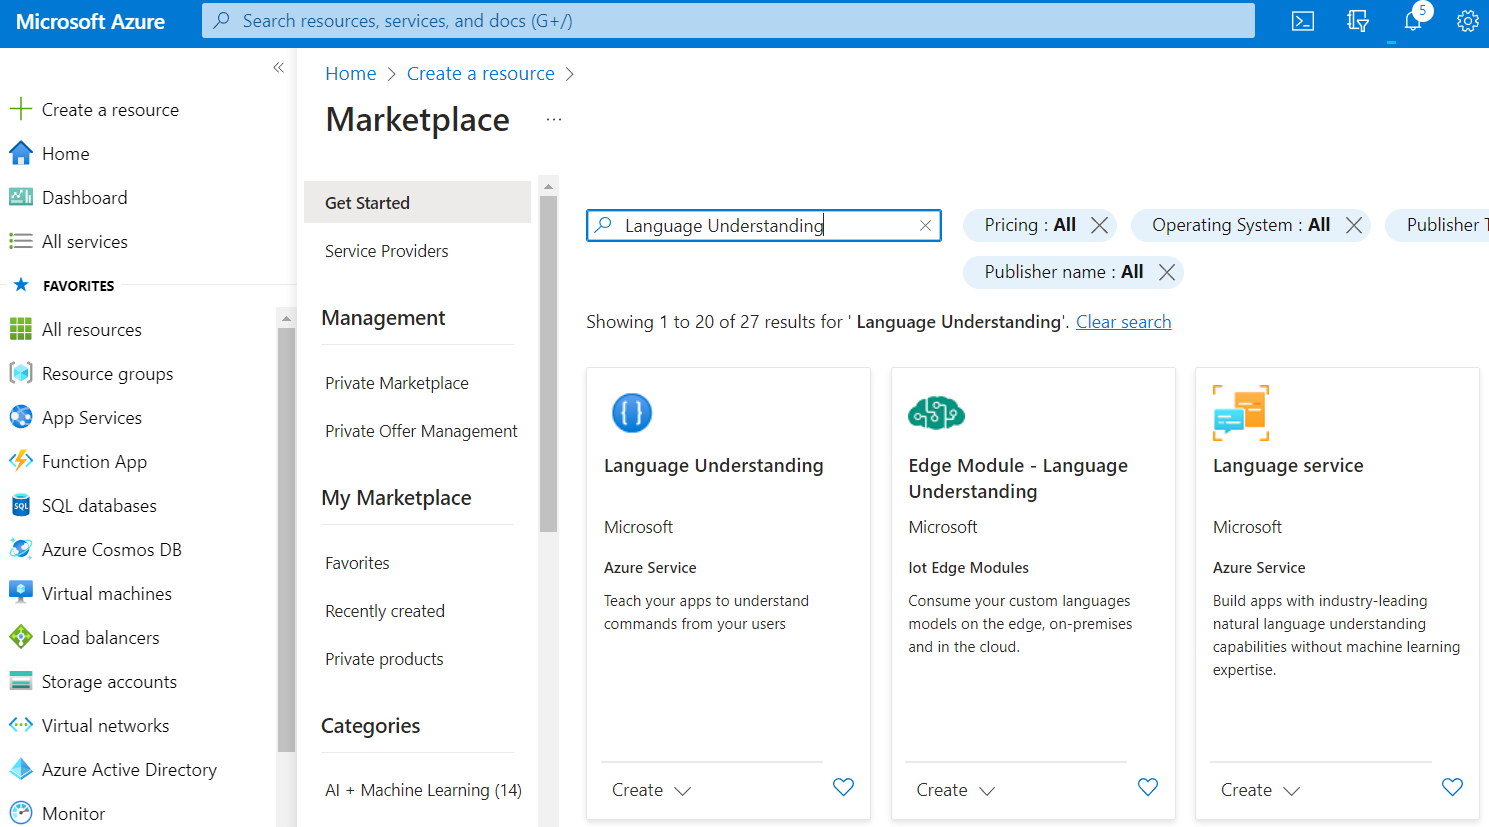 Microsoft Azure
Search resources, services, and docs (G+/)
5
Create a resource
Home
Dashboard
All services
FAVORITES
All resources
Resource groups
App Services
Function App
SQL
SQL databases
Azure Cosmos DB
Virtual machines
Load balancers
Storage accounts
Virtual networks
Azure Active Directory
Monitor
Home > Create a resource >
Marketplace
...
Get Started
Service Providers
Management
Private Marketplace
Private Offer Management
My Marketplace
Favorites
Recently created
Private products
Categories
AI + Machine Learning (14)
Language Understanding
Pricing : All
Operating System : All
Publisher T
Publisher name : All
Showing 1 to 20 of 27 results for ' Language Understanding'. Clear search
Language Understanding
Microsoft
Azure Service
Teach your apps to understand
commands from your users
Create
Edge Module - Language
Understanding
Microsoft
Iot Edge Modules
Consume your custom languages
models on the edge, on-premises
and in the cloud.
Create
Language service
Microsoft
Azure Service
Build apps with industry-leading
natural language understanding
capabilities without machine learning
expertise.
Create